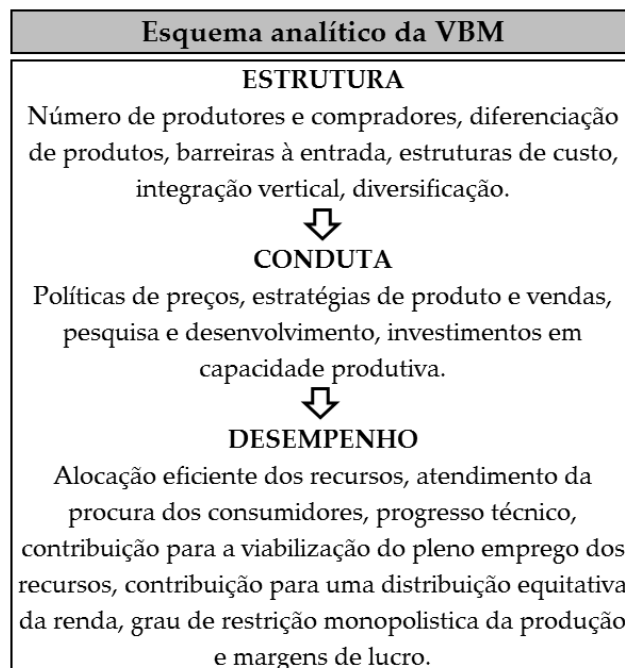 Esquema analítico da VBM
ESTRUTURA
Número de produtores e compradores, diferenciação
de produtos, barreiras à entrada, estruturas de custo,
integração vertical, diversificação.
CONDUTA
Políticas de preços, estratégias de produto e vendas,
pesquisa e desenvolvimento, investimentos em
capacidade produtiva.
DESEMPENHO
Alocação eficiente dos recursos, atendimento da
procura dos consumidores, progresso técnico,
contribuição para a viabilização do pleno emprego dos
recursos, contribuição para uma distribuição equitativa
da renda, grau de restrição monopolistica da produção
e margens de lucro.